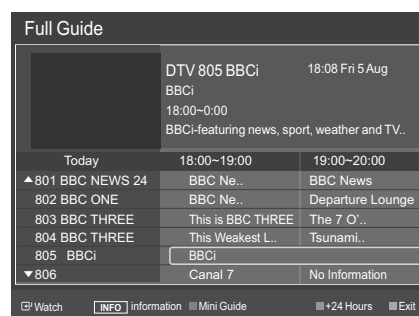 Full Guide
DTV 805 BBCi 18:08 Fri 5 Aug
BBCi
18:00~0:00
BBCi-featuring news, sport, weather and TV..
Today 18:00~19:00 19:00~20:00
▲801 BBC NEWS 24 BBC Ne.. BBC News
802 BBC ONE BBC Ne.. Departure Lounge
803 BBC THREE This is BBC THREE The 7 O'..
804 BBC THREE This Weakest L.. Tsunami..
805 BBCi BBCi
▼806 Canal 7 No Information
Watch INFO information Mini Guide +24 Hours Exit